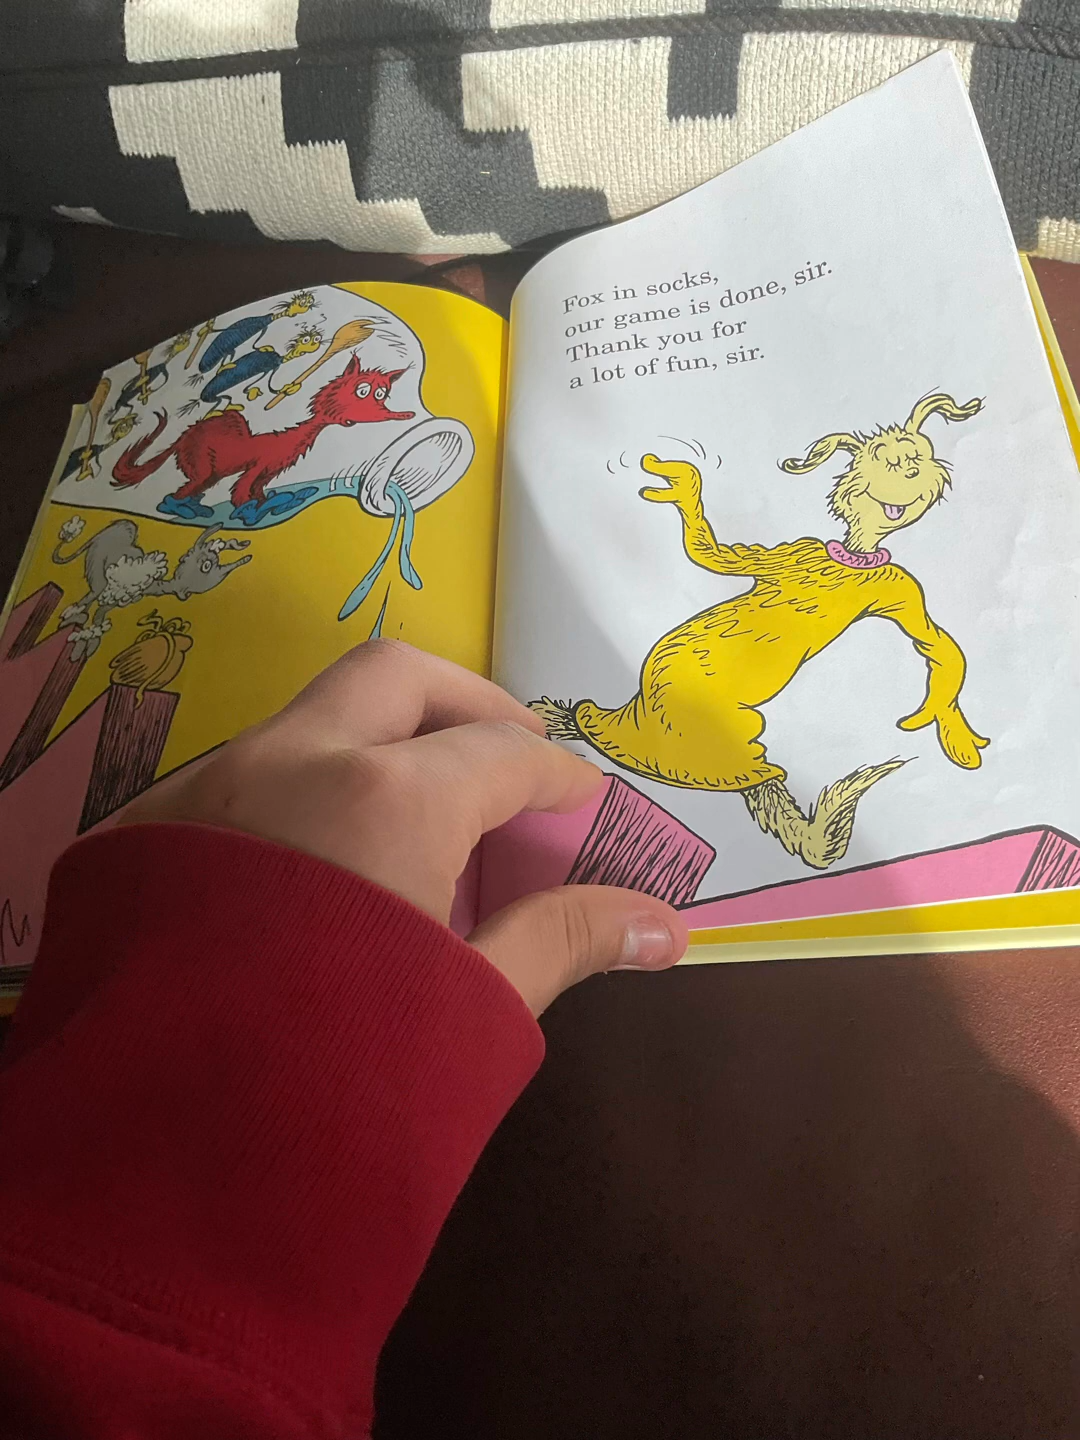 Fox in socks,
our game is done, sir.
Thank you for
a lot of fun, sir.